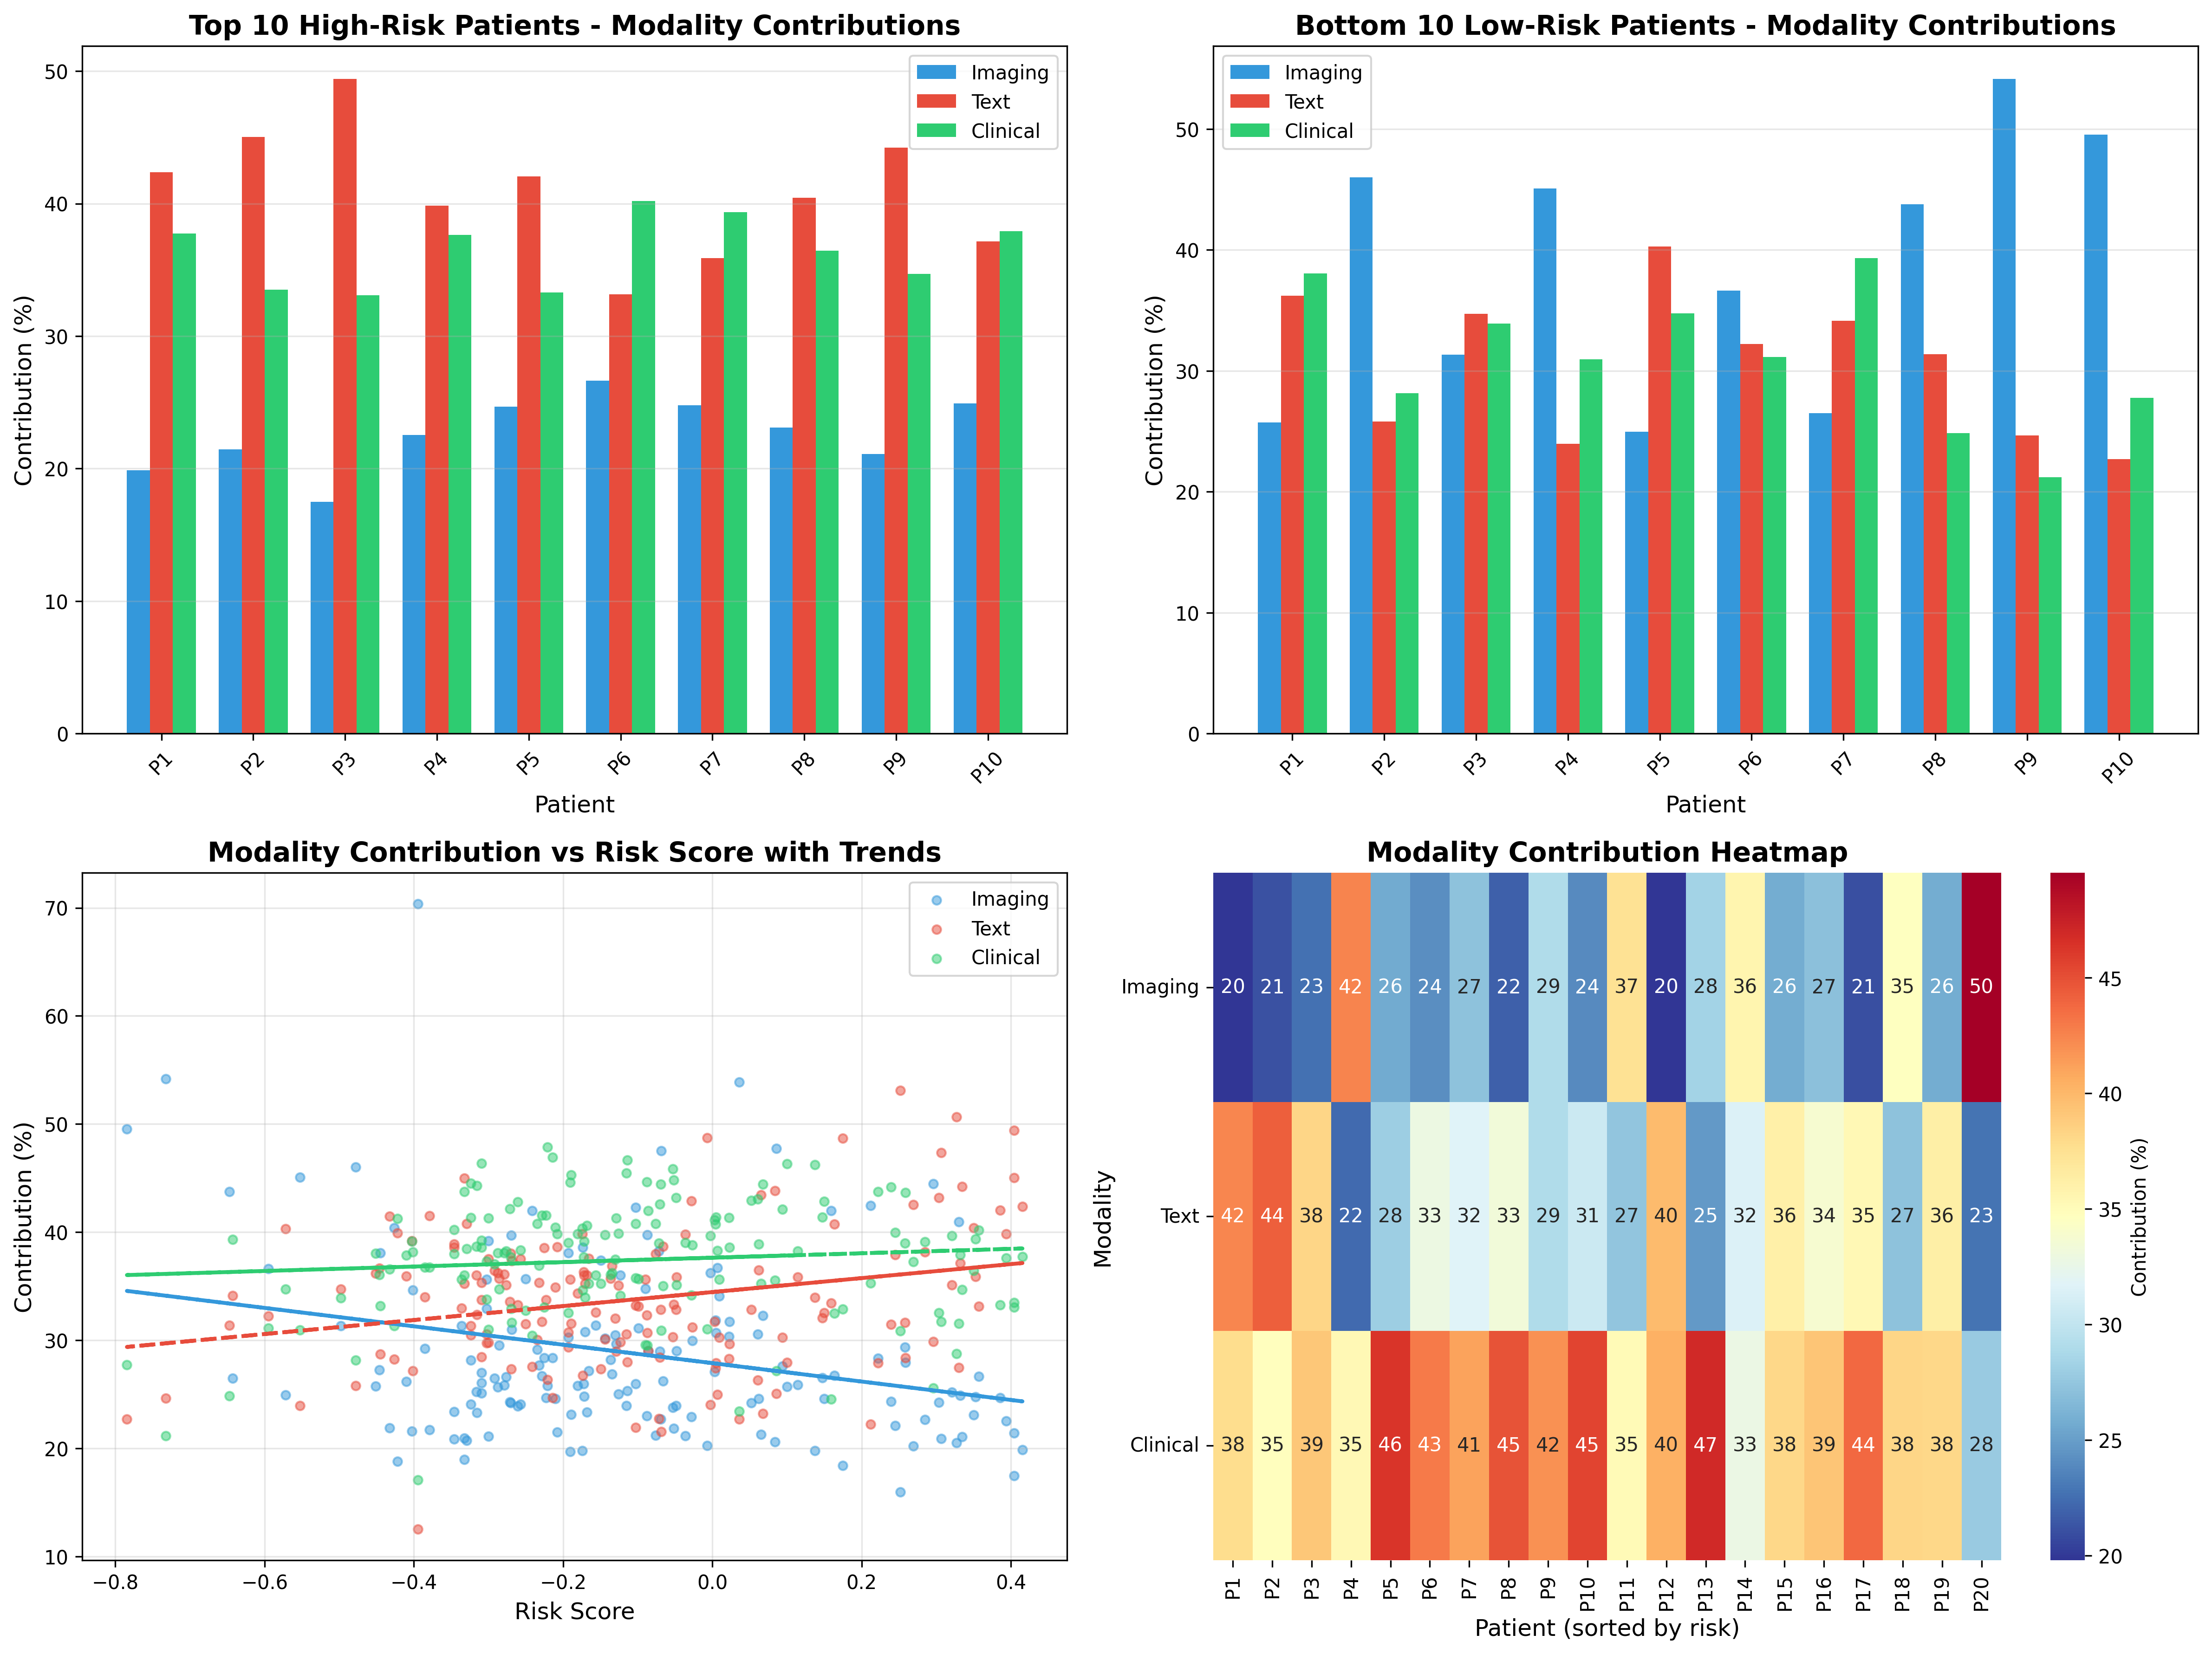 Top 10 High-Risk Patients - Modality Contributions
Contribution (%)
50
40
30
20
10
0
Imaging
Text
Clinical
P1 P2 P3 P4 P5 P6 P7 P8 P9 P10
Patient
Bottom 10 Low-Risk Patients - Modality Contributions
Contribution (%)
50
40
30
20
10
0
Imaging
Text
Clinical
P1 P2 P3 P4 P5 P6 P7 P8 P9 P10
Patient
Modality Contribution vs Risk Score with Trends
Contribution (%)
70
60
50
40
30
20
10
Imaging
Text
Clinical
−0.8 −0.6 −0.4 −0.2 0.0 0.2 0.4
Risk Score
Modality Contribution Heatmap
Modality
Imaging 20 21 23 42 26 24 27 22 29 24 37 20 28 36 26 27 21 35 26 50
Text 42 44 38 22 28 33 32 33 29 31 27 40 25 32 36 34 35 27 36 23
Clinical 38 35 39 35 46 43 41 45 42 45 35 40 47 33 38 39 44 38 38 28
P1 P2 P3 P4 P5 P6 P7 P8 P9 P10 P11 P12 P13 P14 P15 P16 P17 P18 P19 P20
Patient (sorted by risk)
45
40
35
30
25
20
Contribution (%)